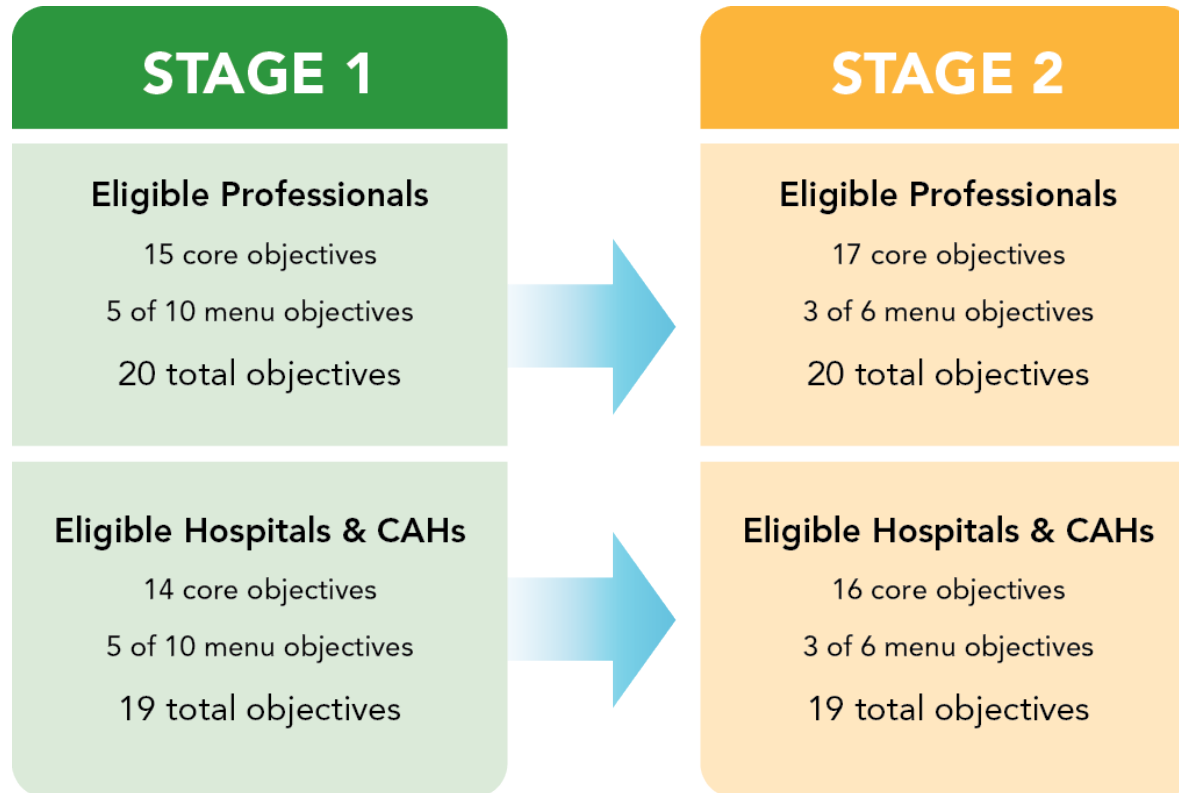 STAGE 1
Eligible Professionals
15 core objectives
5 of 10 menu objectives
20 total objectives
Eligible Hospitals & CAHs
14 core objectives
5 of 10 menu objectives
19 total objectives
STAGE 2
Eligible Professionals
17 core objectives
3 of 6 menu objectives
20 total objectives
Eligible Hospitals & CAHs
16 core objectives
3 of 6 menu objectives
19 total objectives